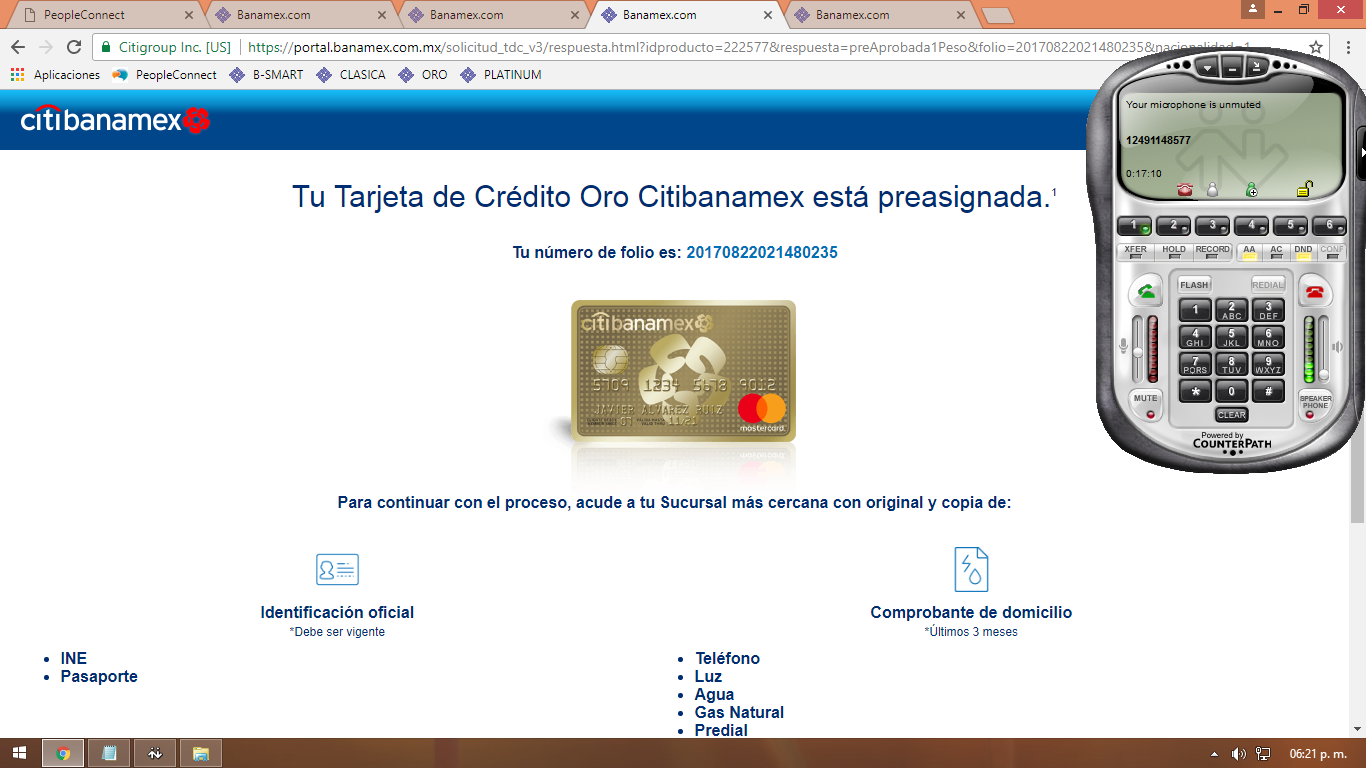 PeopleConnect
Banamex.com
Banamex.com
Banamex.com
Banamex.com
Citigroup Inc. [US]
https://portal.banamex.com.mx/solicitud_tdc_v3/respuesta.html?idproducto=222577&respuesta=preAprobada1Peso&folio=20170822021480235&nacionalidad=1
Aplicaciones
PeopleConnect
B-SMART
CLASICA
ORO
PLATINUM
citibanamex
Tu Tarjeta de Crédito Oro Citibanamex está preasignada.1
Tu número de folio es: 20170822021480235
citibanamex
5709 1234 5678 9012
JAVIER ALVAREZ RUIZ
07
11/21
mastercard
Para continuar con el proceso, acude a tu Sucursal más cercana con original y copia de:
Identificación oficial
*Debe ser vigente
INE
Pasaporte
Comprobante de domicilio
*Últimos 3 meses
Teléfono
Luz
Agua
Gas Natural
Predial
Your microphone is unmuted
12491148577
0:17:10
1 2 3 4 5 6
XFER HOLD RECORD AA AC DND CONF
FLASH
REDIAL
1
2 ABC
3 DEF
4 GHI
5 JKL
6 MNO
7 PQRS
8 TUV
9 WXYZ
* 0 #
CLEAR
MUTE
SPEAKER
PHONE
Powered by
COUNTERPATH
06:21 p. m.